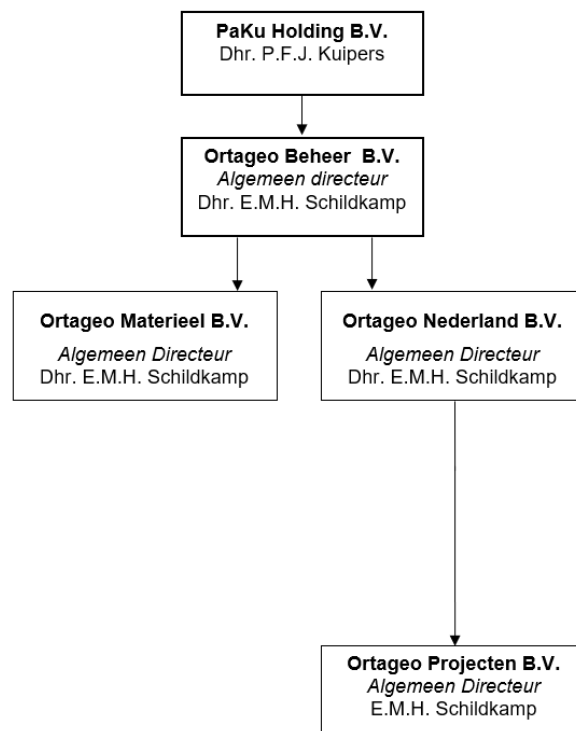 PaKu Holding B.V.
Dhr. P.F.J. Kuipers
Ortageo Beheer B.V.
Algemeen directeur
Dhr. E.M.H. Schildkamp
Ortageo Materieel B.V.
Algemeen Directeur
Dhr. E.M.H. Schildkamp
Ortageo Nederland B.V.
Algemeen Directeur
Dhr. E.M.H. Schildkamp
Ortageo Projecten B.V.
Algemeen Directeur
E.M.H. Schildkamp